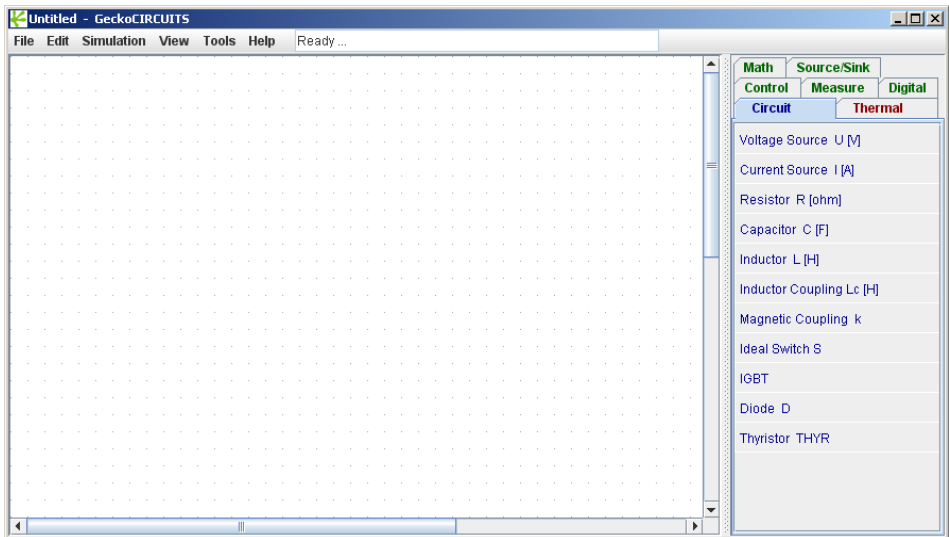 Untitled - GeckoCIRCUITS
File Edit Simulation View Tools Help Ready ...
Math Source/Sink
Control Measure Digital
Circuit Thermal
Voltage Source U [V]
Current Source I [A]
Resistor R [ohm]
Capacitor C [F]
Inductor L [H]
Inductor Coupling Lc [H]
Magnetic Coupling k
Ideal Switch S
IGBT
Diode D
Thyristor THYR